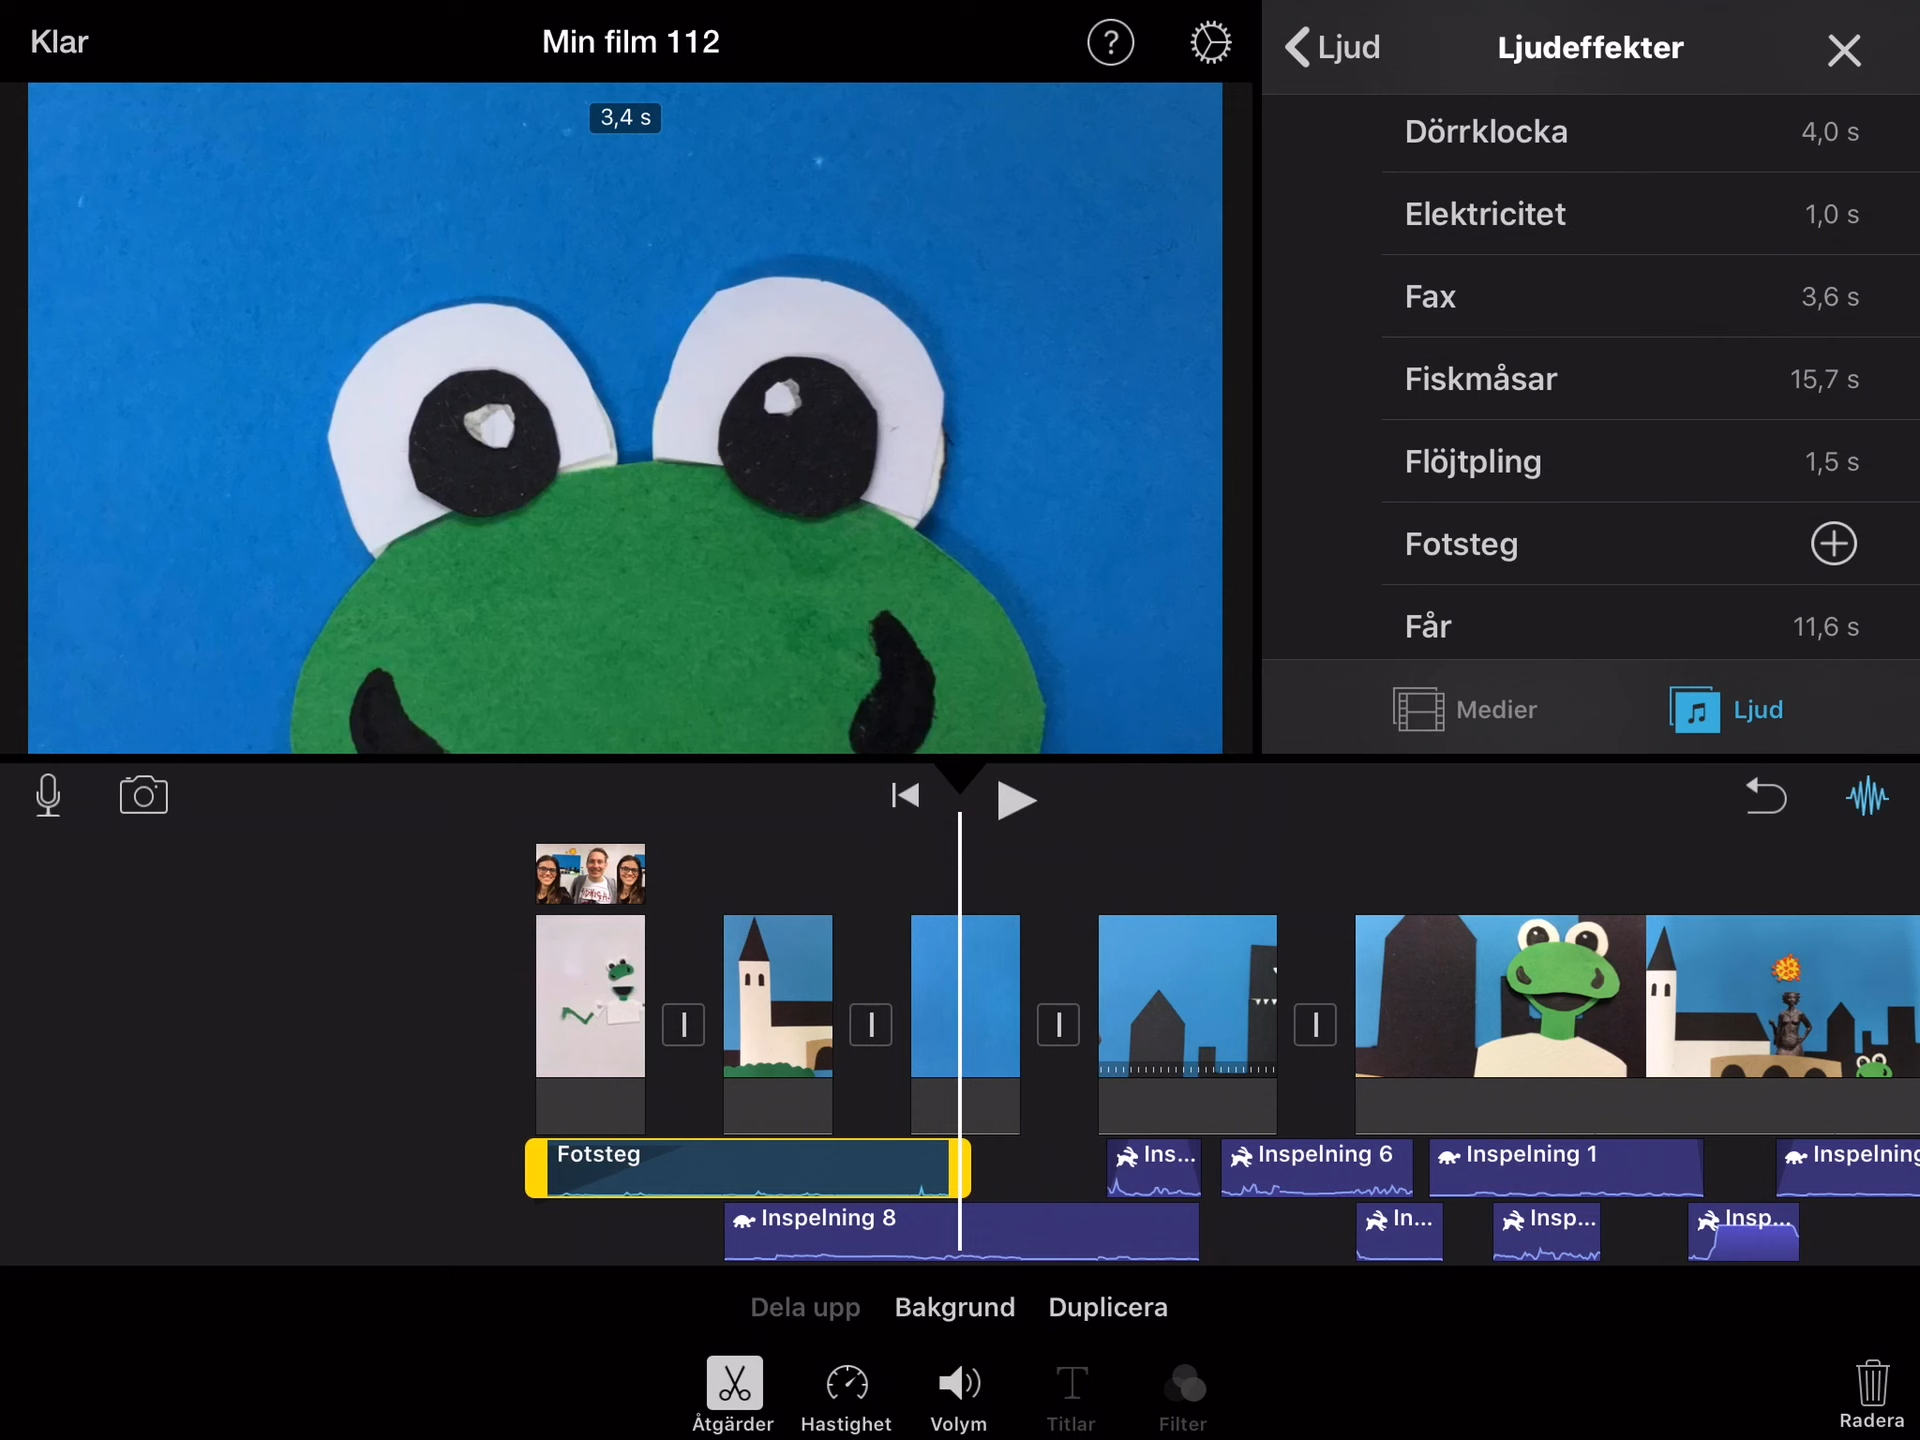 Klar
Min film 112
?
3,4 s
Ljud
Ljudeffekter
Dörrklocka 4,0 s
Elektricitet 1,0 s
Fax 3,6 s
Fiskmåsar 15,7 s
Flöjtpling 1,5 s
Fotsteg
Får 11,6 s
Medier
Ljud
Fotsteg
Ins...
Inspelning 6
Inspelning 1
Inspelning
Inspelning 8
In...
Insp...
Insp...
Dela upp
Bakgrund
Duplicera
Åtgärder
Hastighet
Volym
Titlar
Filter
Radera